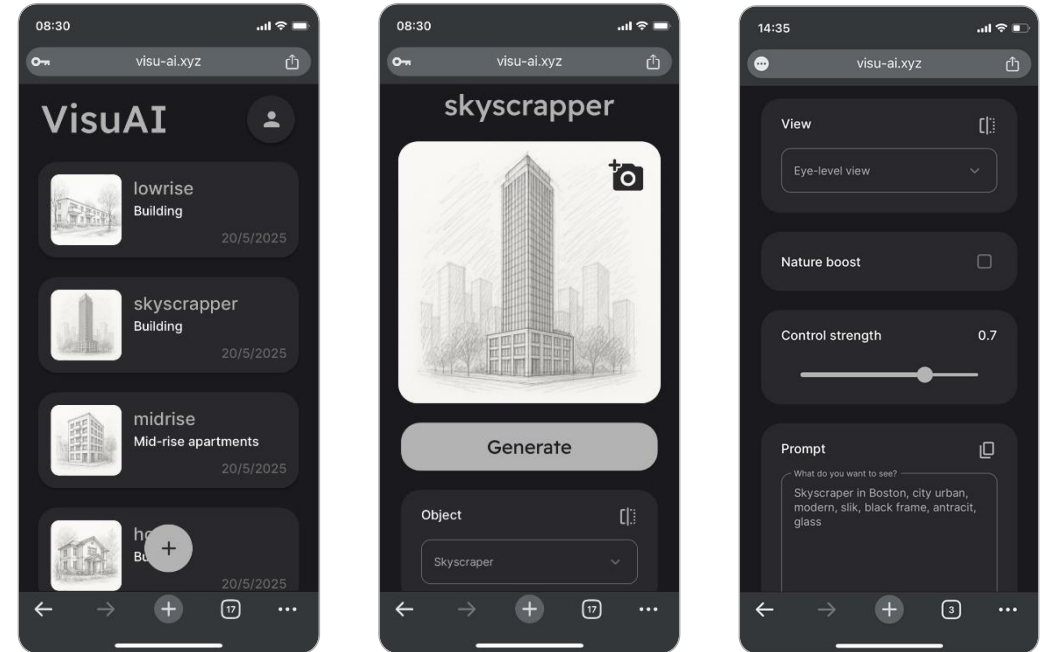 08:30
visu-ai.xyz
VisuAI
lowrise
Building
20/5/2025
skyscrapper
Building
20/5/2025
midrise
Mid-rise apartments
20/5/2025
20/5/2025
+
17
08:30
visu-ai.xyz
skyscrapper
Generate
Object
Skyscraper
17
14:35
visu-ai.xyz
View
Eye-level view
Nature boost
Control strength
0.7
Prompt
What do you want to see?
Skyscraper in Boston, city urban,
modern, slik, black frame, antracit,
glass
3